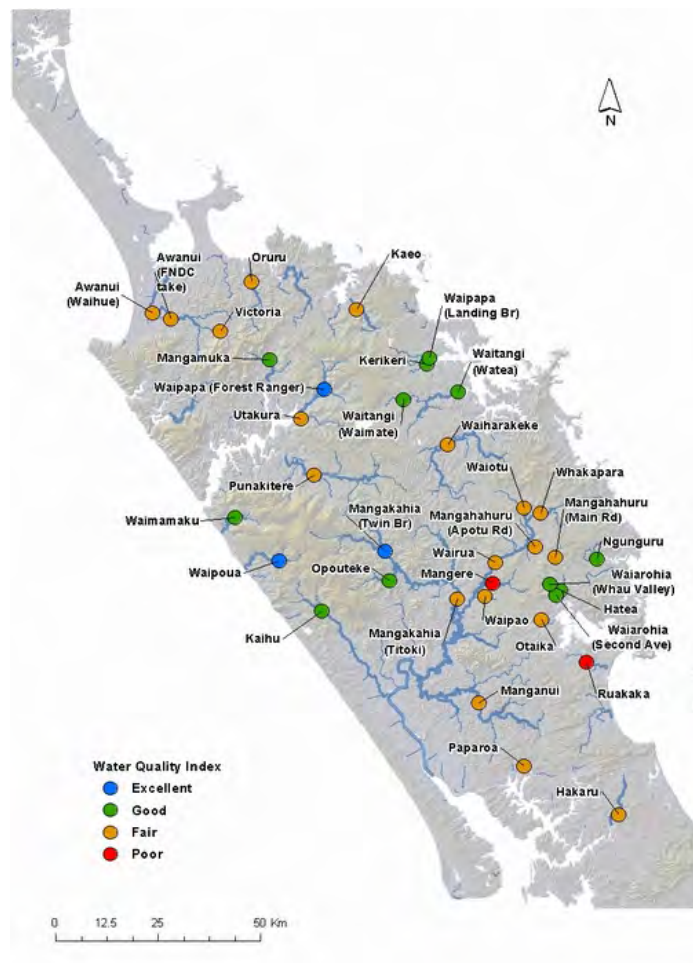 N
Oruru
Kaeo
Awanui
(FNDC
take)
Awanui
(Waihue)
Victoria
Waipapa
(Landing Br)
Mangamuka
Kerikeri
Waitangi
(Watea)
Waipapa (Forest Ranger)
Utakura
Waitangi
(Waimate)
Waiharakeke
Waiotu
Whakapara
Punakitere
Mangahahuru
(Main Rd)
Mangakahia
(Twin Br)
Mangahahuru
(Apotu Rd)
Waimamaku
Ngunguru
Wairua
Waipoua
Opouteke
Mangere
Waiarohia
(Whau Valley)
Hatea
Kaihu
Waipao
Waiarohia
(Second Ave)
Mangakahia
(Titoki)
Otaika
Ruakaka
Manganui
Paparoa
Hakaru
Water Quality Index
Excellent
Good
Fair
Poor
0 12.5 25 50 Km